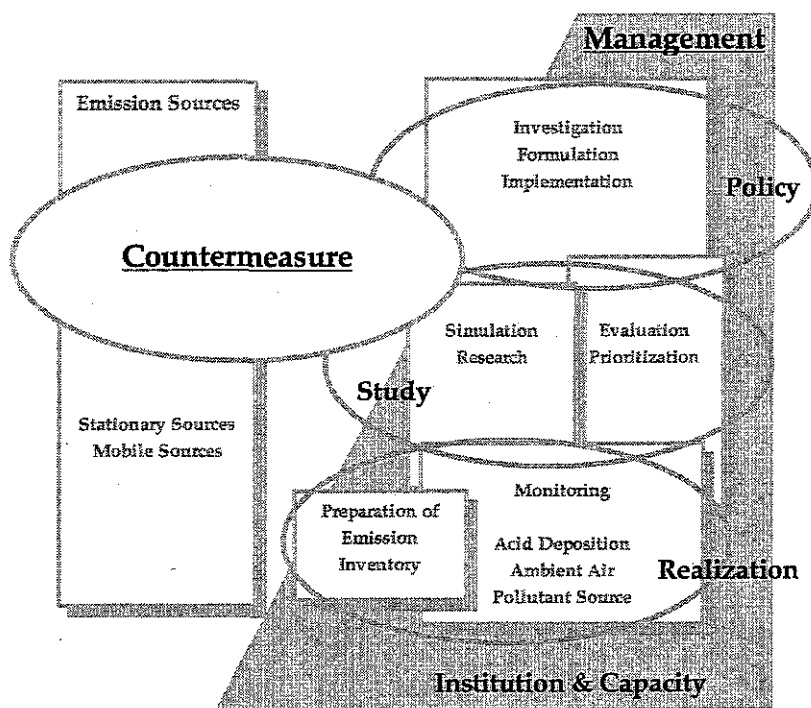 Management
Emission Sources
Investigation
Formulation
Implementation
Policy
Countermeasure
Simulation
Research
Evaluation
Prioritization
Study
Stationary Sources
Mobile Sources
Preparation of
Emission
Inventory
Monitoring
Acid Deposition
Ambient Air
Pollutant Source
Realization
Institution & Capacity